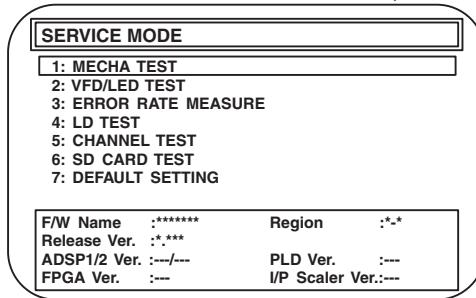 SERVICE MODE
1: MECHA TEST
2: VFD/LED TEST
3: ERROR RATE MEASURE
4: LD TEST
5: CHANNEL TEST
6: SD CARD TEST
7: DEFAULT SETTING
F/W Name :******* Region :*-*
Release Ver. :*.***
ADSP1/2 Ver. :---/--- PLD Ver. :---
FPGA Ver. :--- I/P Scaler Ver.:---